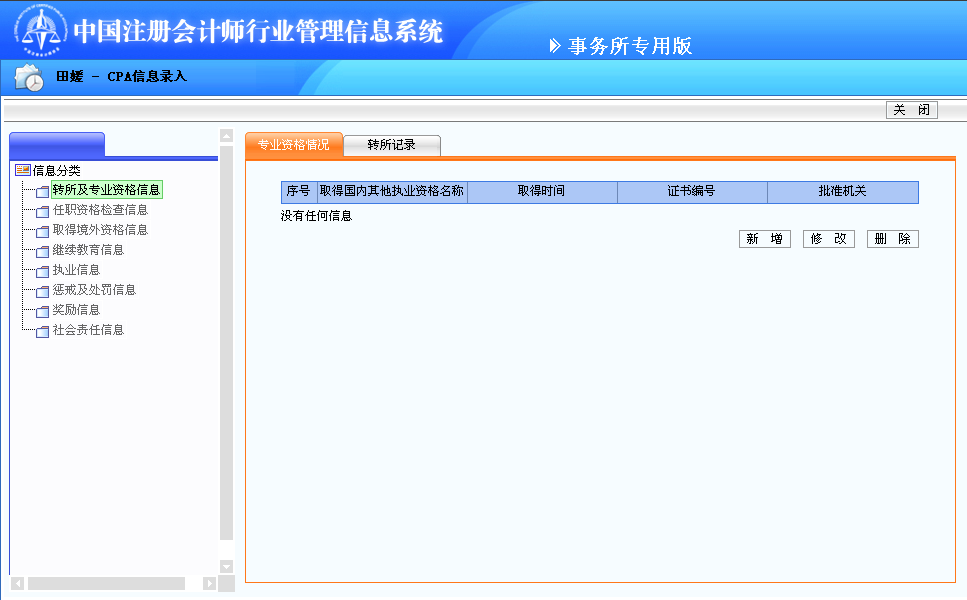 中国注册会计师行业管理信息系统
事务所专用版
田媛 - CPA信息录入
关 闭
专业资格情况 转所记录
信息分类
转所及专业资格信息
任职资格检查信息
取得境外资格信息
继续教育信息
执业信息
惩戒及处罚信息
奖励信息
社会责任信息
序号 取得国内其他执业资格名称 取得时间 证书编号 批准机关
没有任何信息
新 增 修 改 删 除